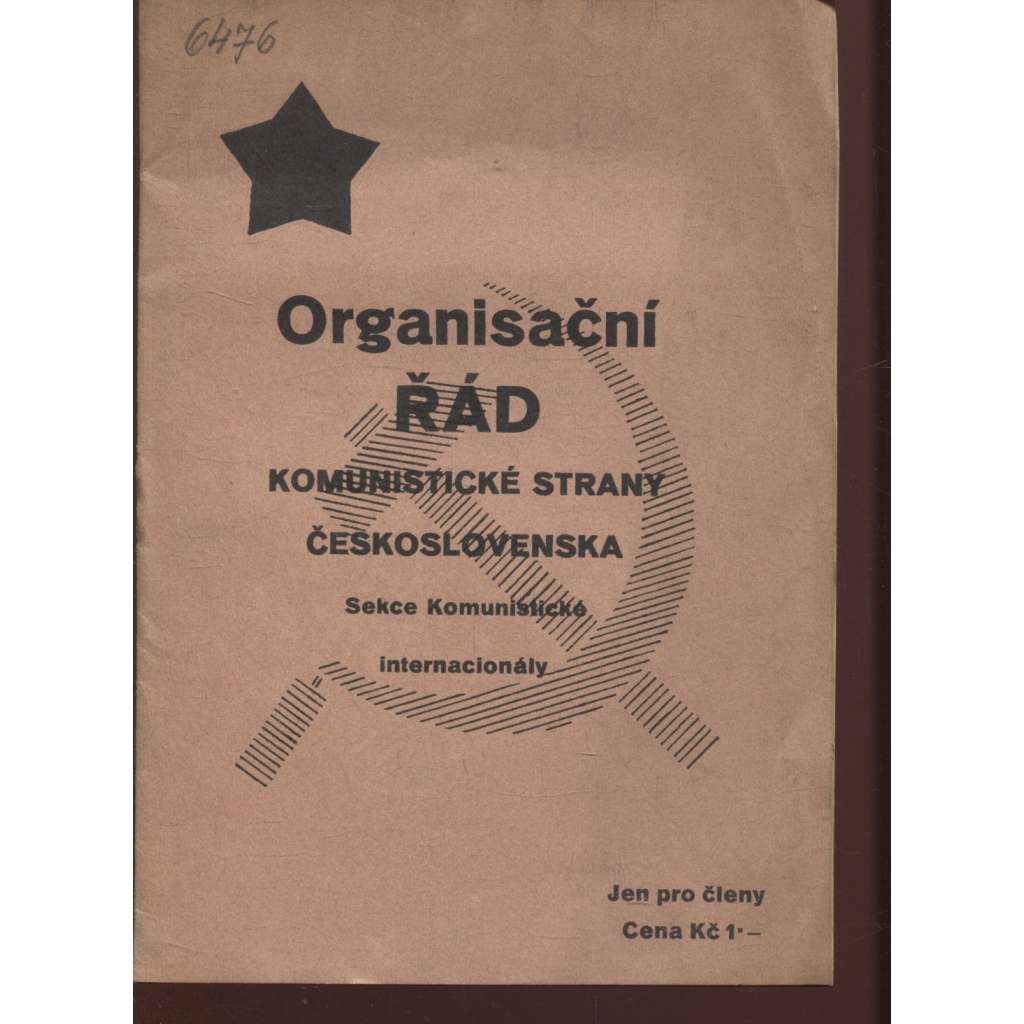 6476
Organisační
ŘÁD
KOMUNISTICKÉ STRANY
ČESKOSLOVENSKA
Sekce Komunistické
internacionály
Jen pro členy
Cena Kč 1·–